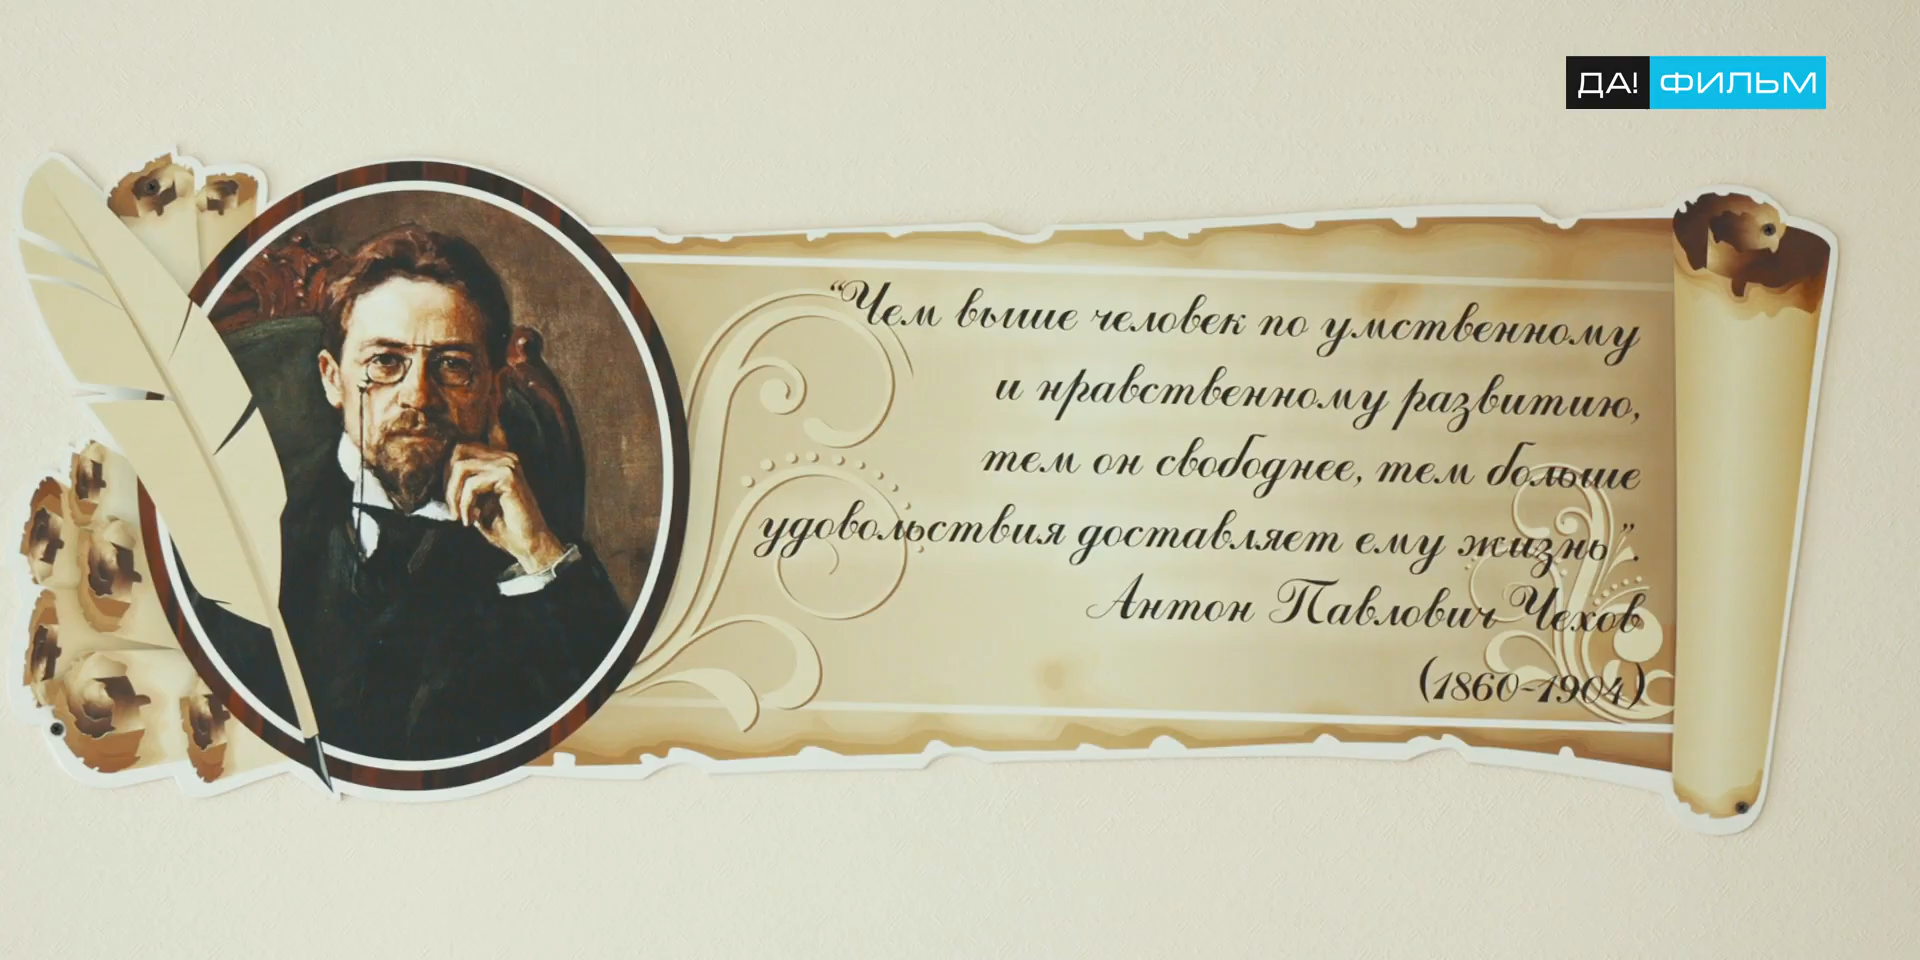 ДА! ФИЛЬМ
“Чем выше человек по умственному
и нравственному развитию,
тем он свободнее, тем больше
удовольствия доставляет ему жизнь”.
Антон Павлович Чехов
(1860-1904)